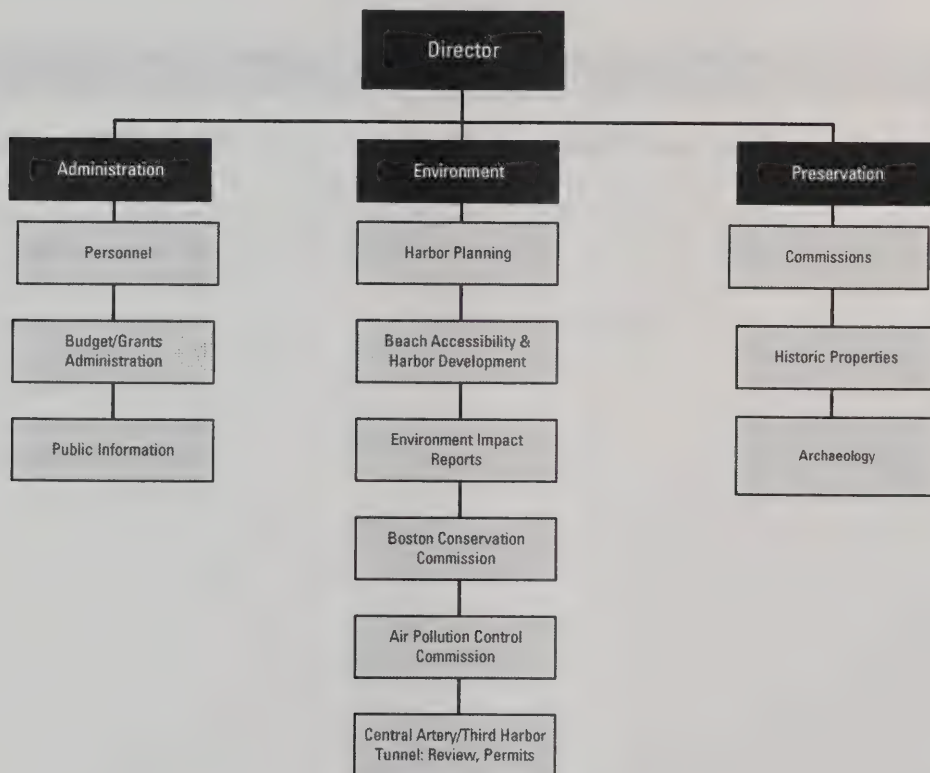 Director
Administration
Personnel
Budget/Grants
Administration
Public Information
Environment
Harbor Planning
Beach Accessibility &
Harbor Development
Environment Impact
Reports
Boston Conservation
Commission
Air Pollution Control
Commission
Central Artery/Third Harbor
Tunnel: Review, Permits
Preservation
Commissions
Historic Properties
Archaeology